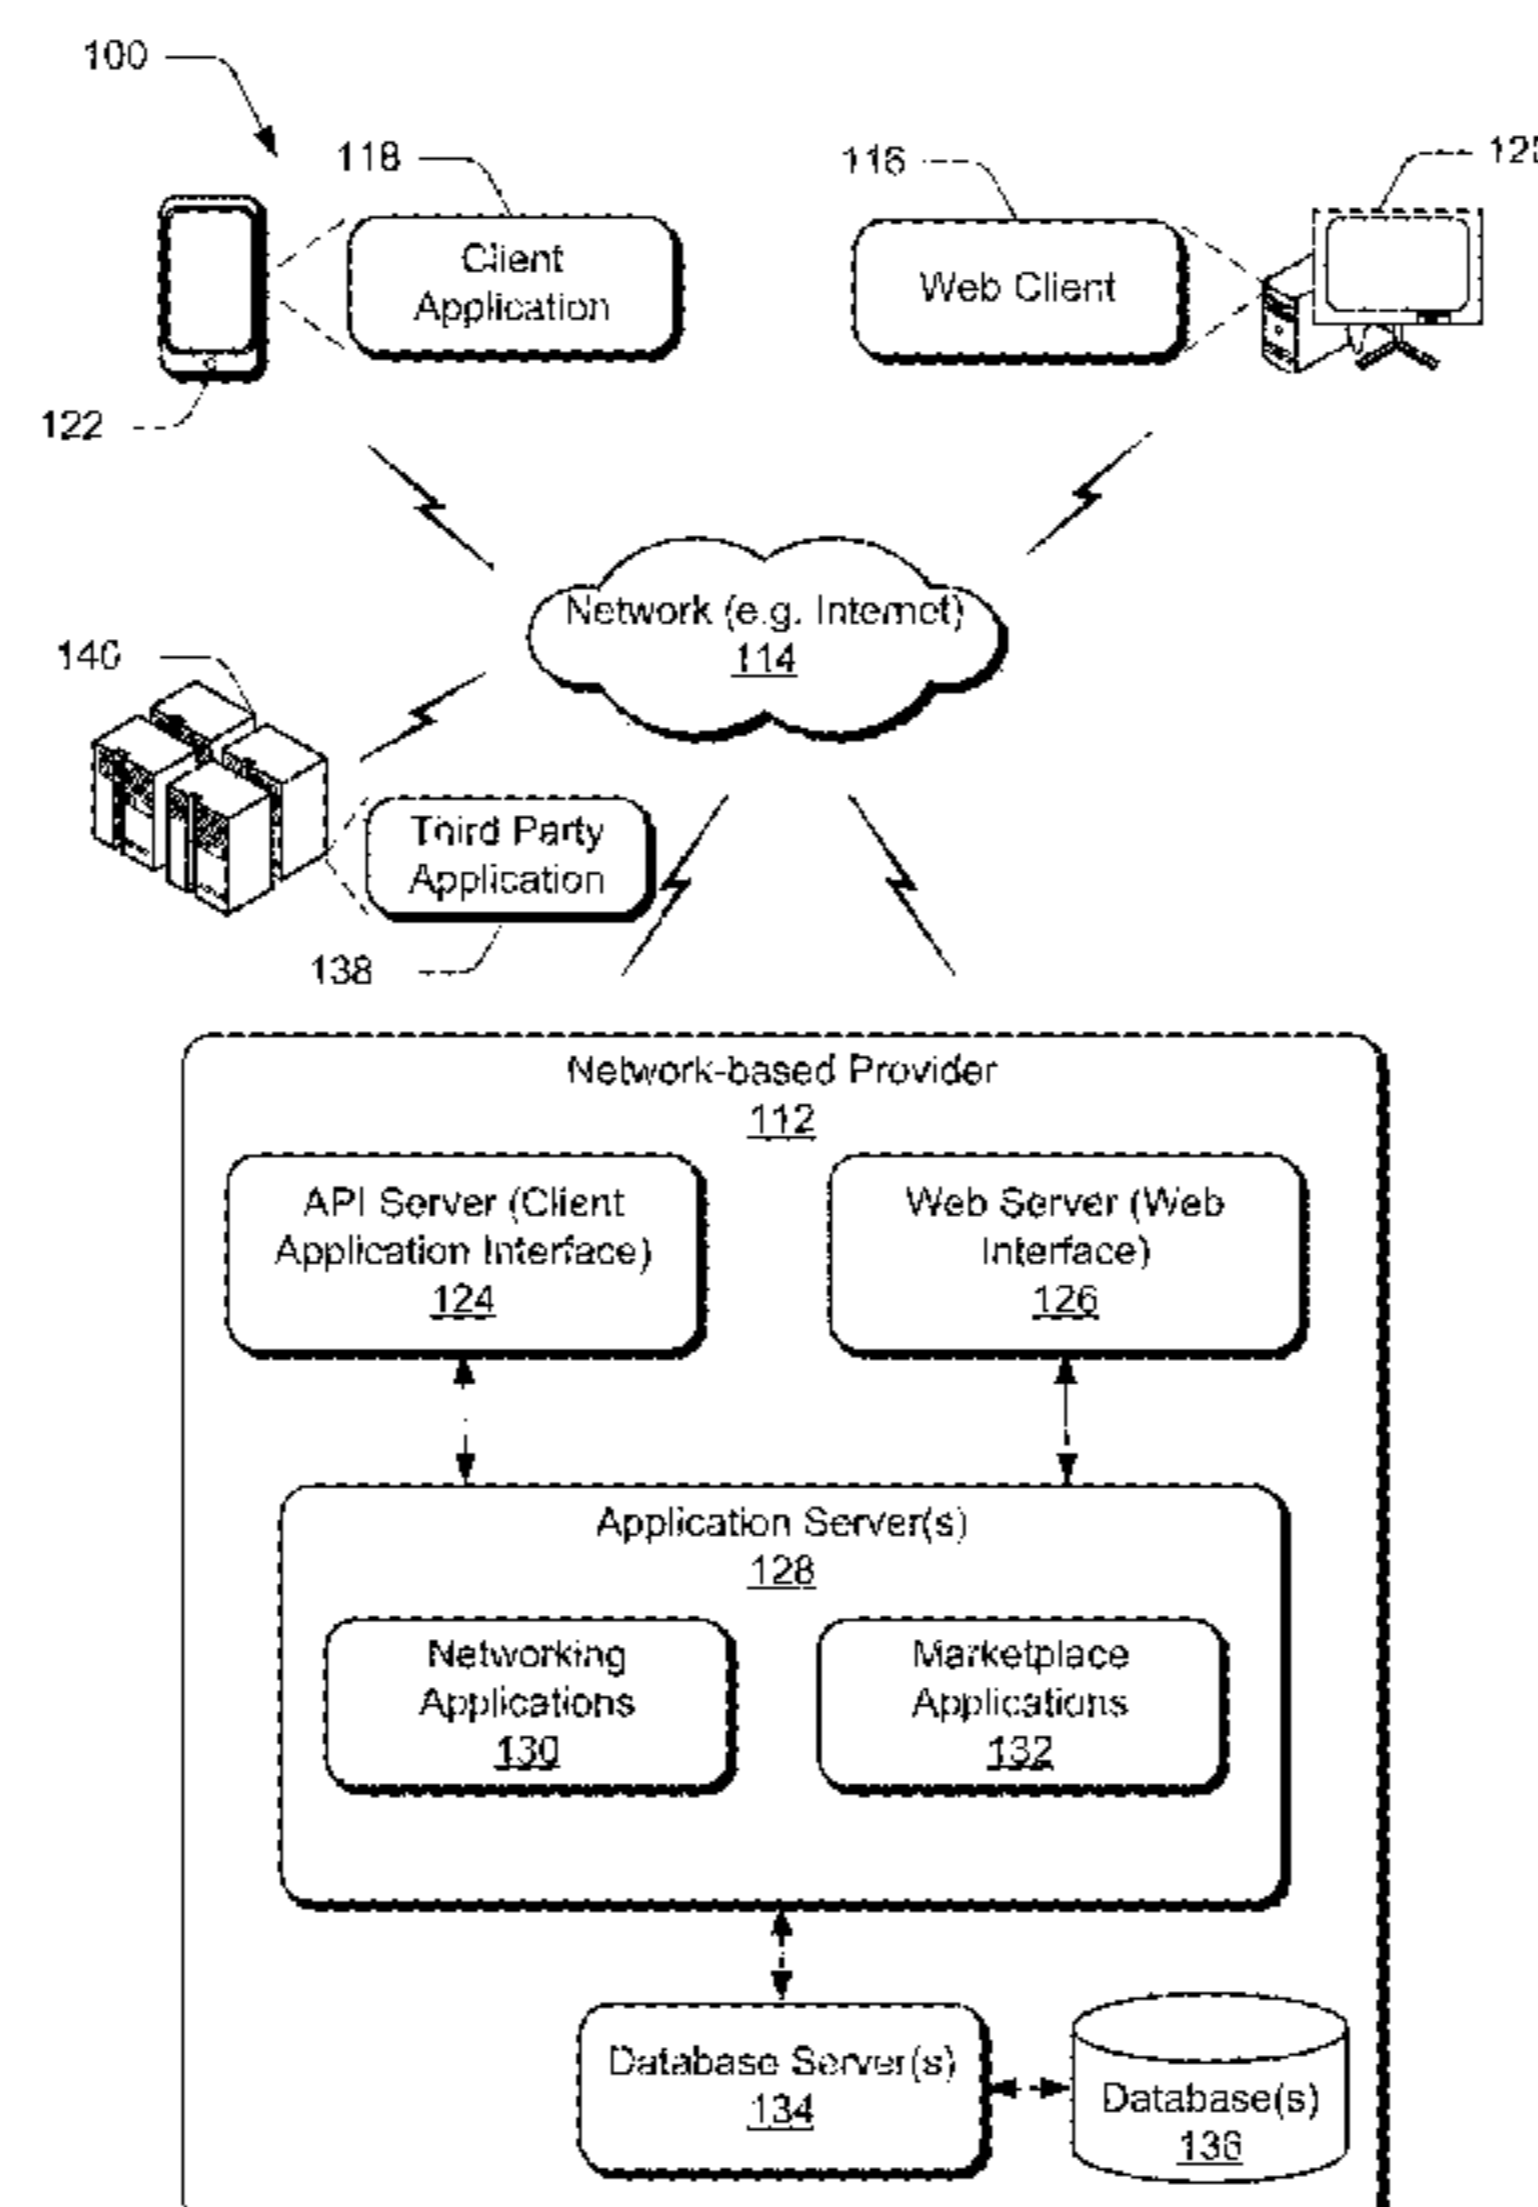 100
118
116
Client
Application
Web Client
122
Network (e.g. Internet)
114
140
Third Party
Application
138
Network-based Provider
112
API Server (Client
Application Interface)
124
Web Server (Web
Interface)
126
Application Server(s)
128
Networking
Applications
130
Marketplace
Applications
132
Database Server(s)
134
Database(s)
136